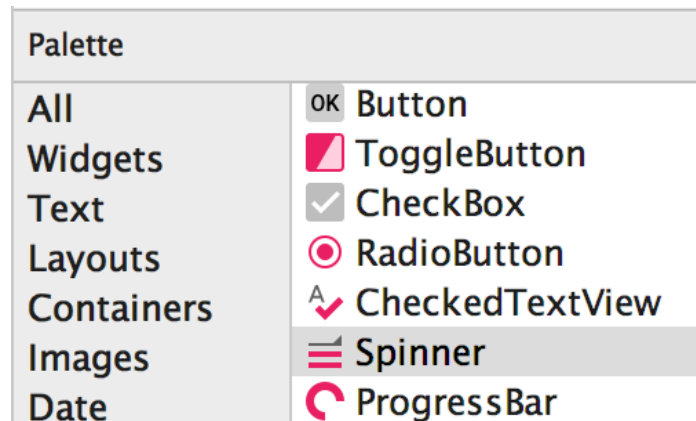 Palette
All
Widgets
Text
Layouts
Containers
Images
Date
OK Button
ToggleButton
CheckBox
RadioButton
A CheckedTextView
Spinner
ProgressBar